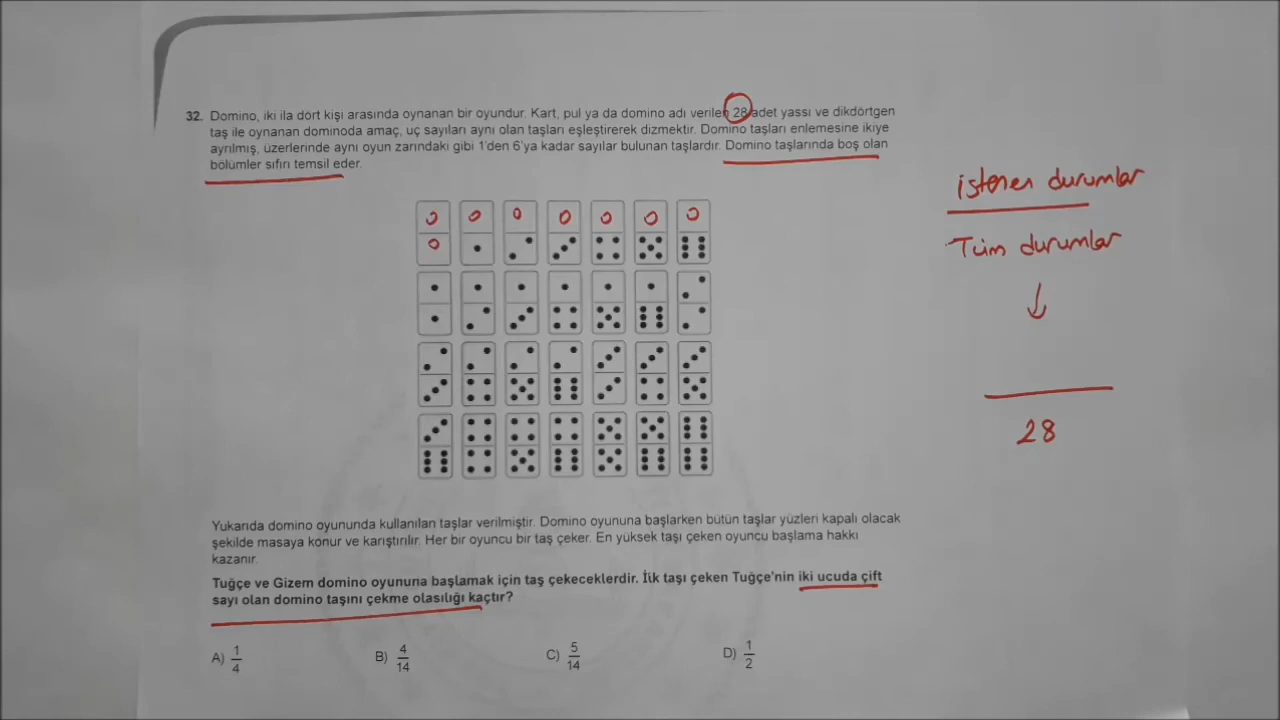 32. Domino, iki ila dört kişi arasında oynanan bir oyundur. Kart, pul ya da domino adı verilen 28 adet yassı ve dikdörtgen
taş ile oynanan dominoda amaç, uç sayıları aynı olan taşları eşleştirerek dizmektir. Domino taşları enlemesine ikiye
ayrılmış, üzerlerinde aynı oyun zarındaki gibi 1'den 6'ya kadar sayılar bulunan taşlardır. Domino taşlarında boş olan
bölümler sıfırı temsil eder.
istenen durumlar
Tüm durumlar
28
0 0 0 0 0 0 0
0
Yukarıda domino oyununda kullanılan taşlar verilmiştir. Domino oyununa başlarken bütün taşlar yüzleri kapalı olacak
şekilde masaya konur ve karıştırılır. Her bir oyuncu bir taş çeker. En yüksek taşı çeken oyuncu başlama hakkı
kazanır.
Tuğçe ve Gizem domino oyununa başlamak için taş çekeceklerdir. İlk taşı çeken Tuğçe'nin iki ucuda çift
sayı olan domino taşını çekme olasılığı kaçtır?
A) 1/4 B) 4/14 C) 5/14 D) 1/2